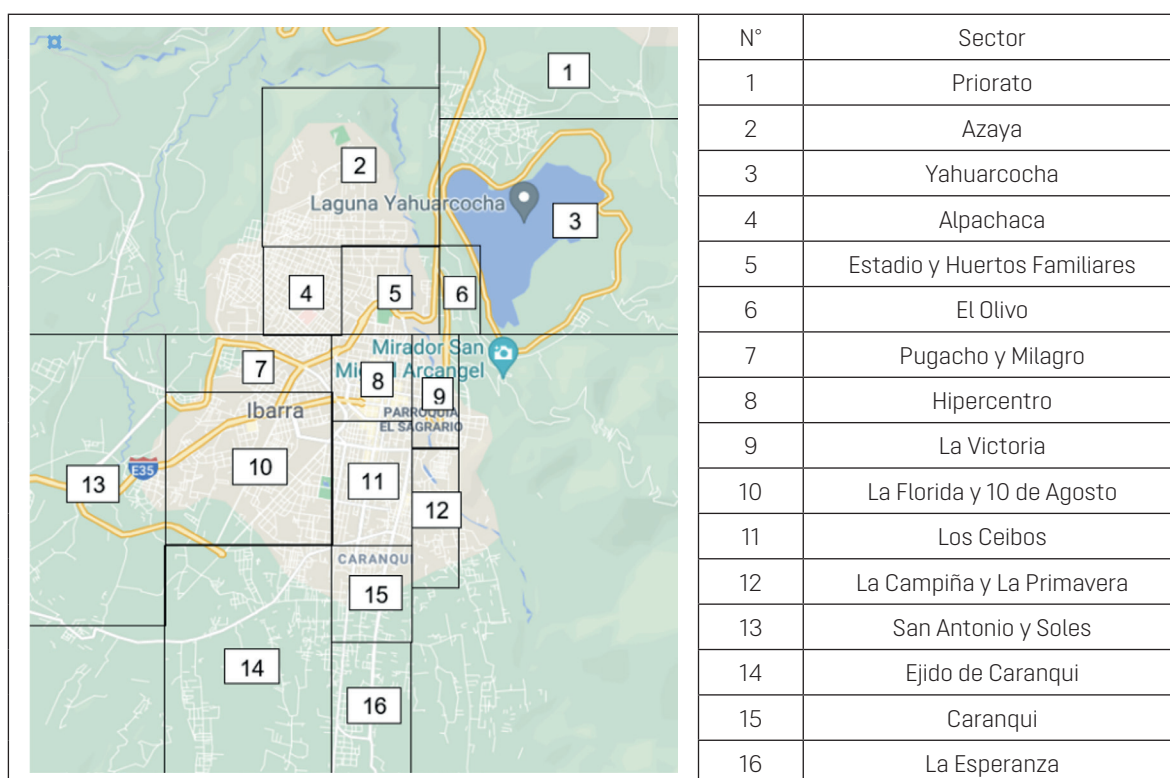 1
2
Laguna Yahuarcocha
3
4
5
6
Mirador San
Miguel Arcangel
7
8
9
Ibarra
PARROQUIA
EL SAGRARIO
E35
13
10
11
12
CARANQUI
15
14
16
N° Sector
1 Priorato
2 Azaya
3 Yahuarcocha
4 Alpachaca
5 Estadio y Huertos Familiares
6 El Olivo
7 Pugacho y Milagro
8 Hipercentro
9 La Victoria
10 La Florida y 10 de Agosto
11 Los Ceibos
12 La Campiña y La Primavera
13 San Antonio y Soles
14 Ejido de Caranqui
15 Caranqui
16 La Esperanza